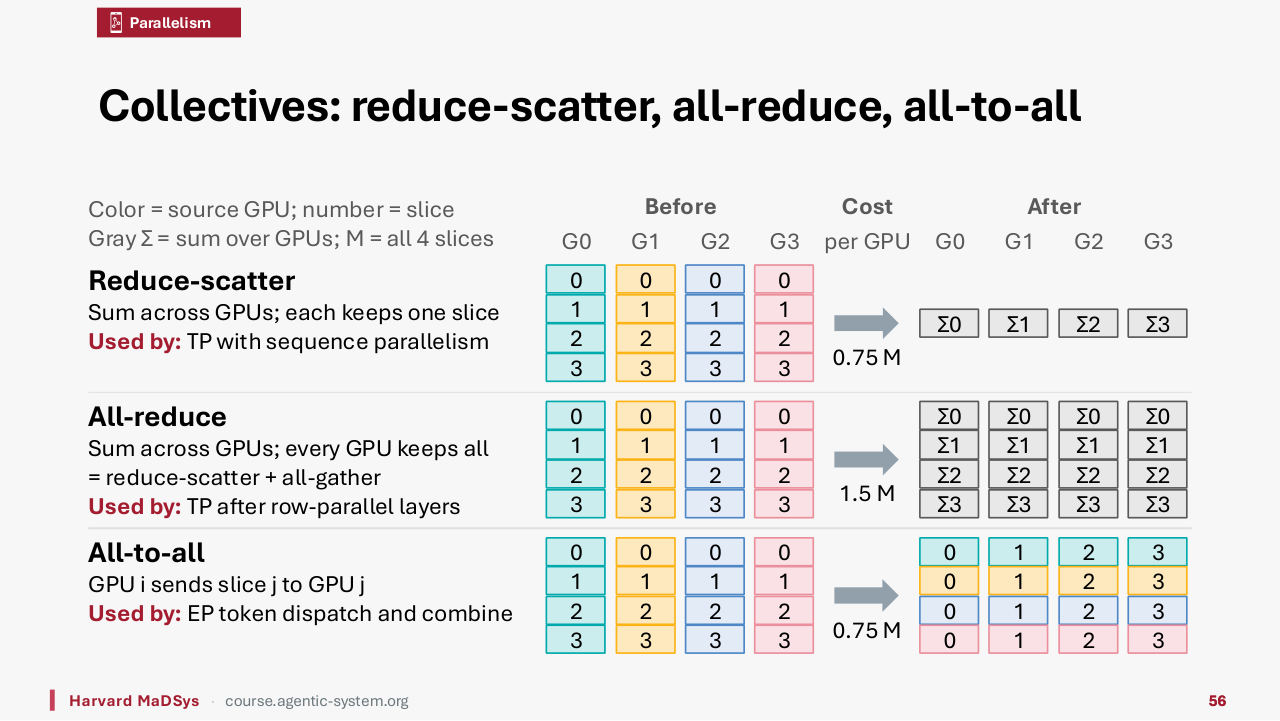 Parallelism
Collectives: reduce-scatter, all-reduce, all-to-all
Color = source GPU; number = slice
Gray Σ = sum over GPUs; M = all 4 slices
Before Cost After
G0 G1 G2 G3 per GPU G0 G1 G2 G3
Reduce-scatter
Sum across GPUs; each keeps one slice
Used by: TP with sequence parallelism
0 0 0 0
1 1 1 1
2 2 2 2
3 3 3 3
0.75 M
Σ0 Σ1 Σ2 Σ3
All-reduce
Sum across GPUs; every GPU keeps all
= reduce-scatter + all-gather
Used by: TP after row-parallel layers
0 0 0 0
1 1 1 1
2 2 2 2
3 3 3 3
1.5 M
Σ0 Σ0 Σ0 Σ0
Σ1 Σ1 Σ1 Σ1
Σ2 Σ2 Σ2 Σ2
Σ3 Σ3 Σ3 Σ3
All-to-all
GPU i sends slice j to GPU j
Used by: EP token dispatch and combine
0 0 0 0
1 1 1 1
2 2 2 2
3 3 3 3
0.75 M
0 1 2 3
0 1 2 3
0 1 2 3
0 1 2 3
Harvard MaDSys · course.agentic-system.org
56